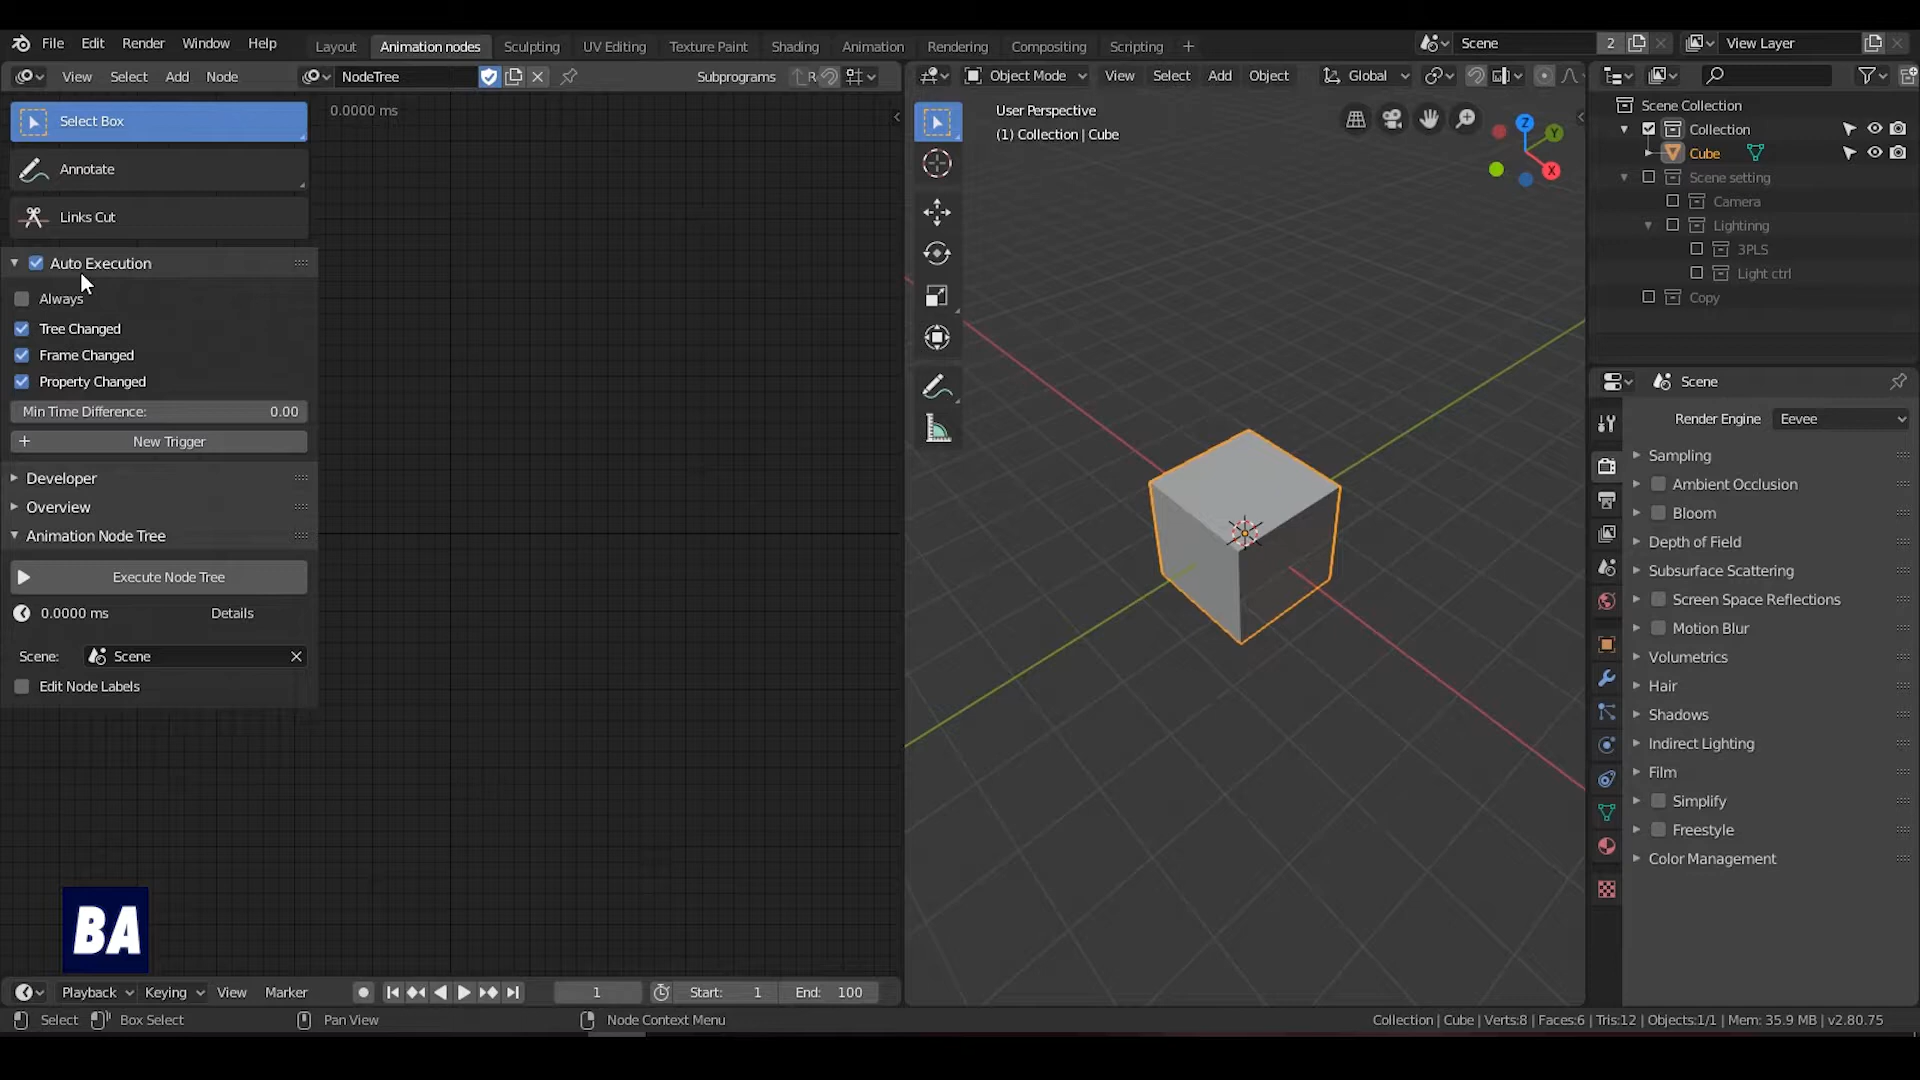 File Edit Render Window Help Layout Animation nodes Sculpting UV Editing Texture Paint Shading Animation Rendering Compositing Scripting + Scene 2 View Layer
View Select Add Node NodeTree Subprograms
Object Mode View Select Add Object Global
Select Box
0.0000 ms
Annotate
Links Cut
Auto Execution
Always
Tree Changed
Frame Changed
Property Changed
Min Time Difference: 0.00
+ New Trigger
Developer
Overview
Animation Node Tree
Execute Node Tree
0.0000 ms Details
Scene: Scene
Edit Node Labels
BA
User Perspective
(1) Collection | Cube
Z
Y
X
Scene Collection
Collection
Cube
Scene setting
Camera
Lightinng
3PLS
Light ctrl
Copy
Scene
Render Engine Eevee
Sampling
Ambient Occlusion
Bloom
Depth of Field
Subsurface Scattering
Screen Space Reflections
Motion Blur
Volumetrics
Hair
Shadows
Indirect Lighting
Film
Simplify
Freestyle
Color Management
Playback Keying View Marker 1 Start: 1 End: 100
Select Box Select Pan View Node Context Menu Collection | Cube | Verts:8 | Faces:6 | Tris:12 | Objects:1/1 | Mem: 35.9 MB | v2.80.75